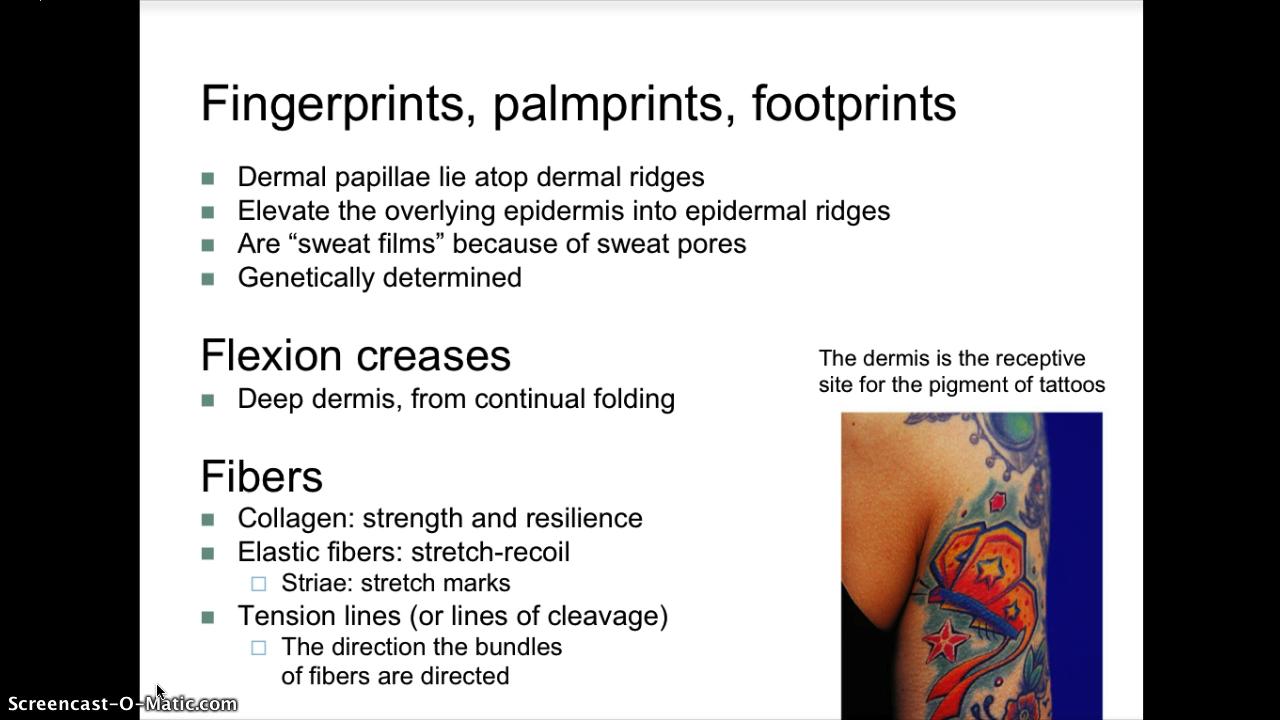 Fingerprints, palmprints, footprints
Dermal papillae lie atop dermal ridges
Elevate the overlying epidermis into epidermal ridges
Are “sweat films” because of sweat pores
Genetically determined
Flexion creases
Deep dermis, from continual folding
The dermis is the receptive
site for the pigment of tattoos
Fibers
Collagen: strength and resilience
Elastic fibers: stretch-recoil
Striae: stretch marks
Tension lines (or lines of cleavage)
The direction the bundles
of fibers are directed
Screencast-O-Matic.com